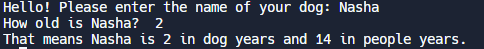 Hello! Please enter the name of your dog: Nasha
How old is Nasha?  2
That means Nasha is 2 in dog years and 14 in people years.